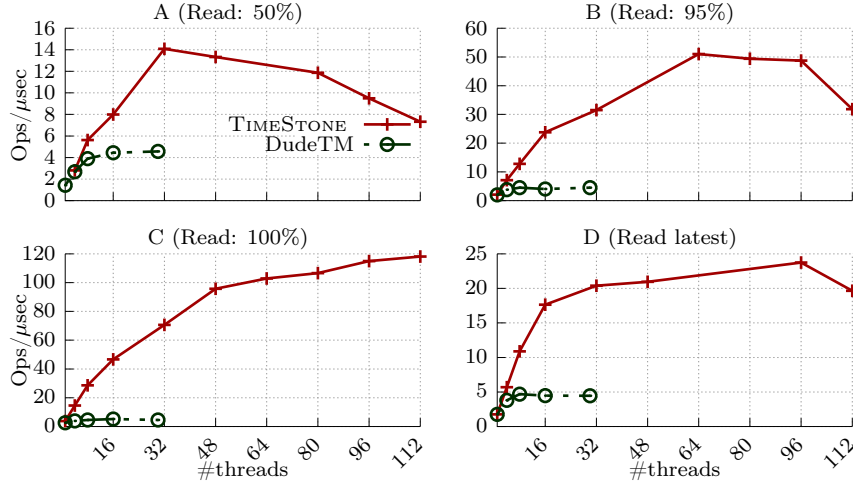 A (Read: 50%)
16
14
12
10
8
6
4
2
0
Ops/μsec
TIMESTONE
DudeTM
B (Read: 95%)
60
50
40
30
20
10
0
C (Read: 100%)
120
100
80
60
40
20
0
Ops/μsec
16 32 48 64 80 96 112
#threads
D (Read latest)
25
20
15
10
5
0
16 32 48 64 80 96 112
#threads